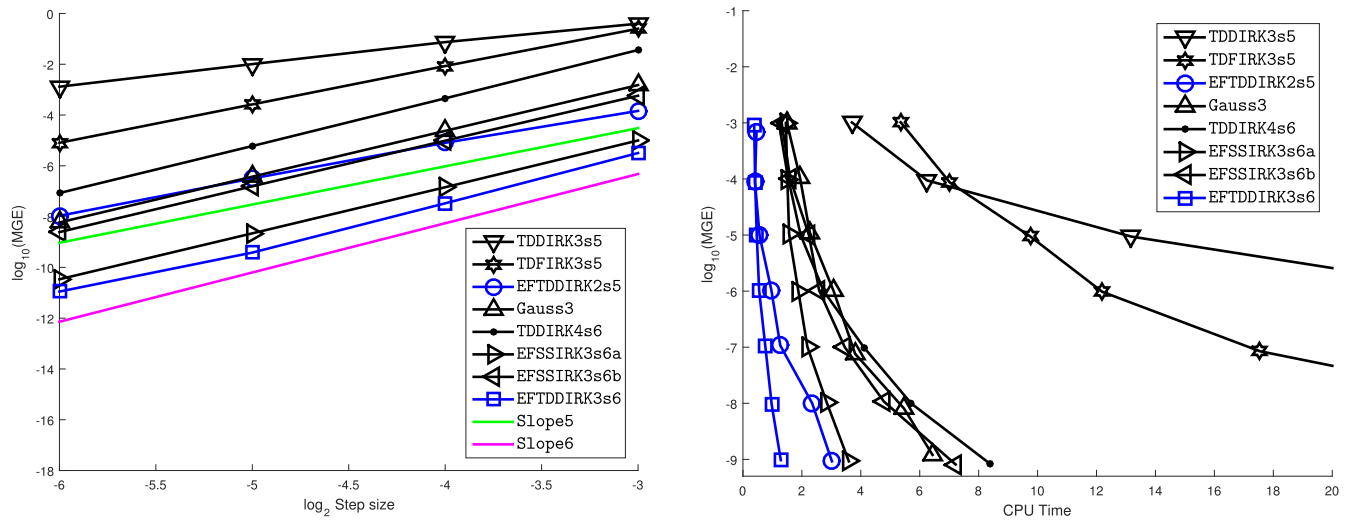 0
-2
-4
-6
-8
-10
-12
-14
-16
-18
log10(MGE)
-6
-5.5
-5
-4.5
-4
-3.5
-3
log2 Step size
TDDIRK3s5
TDFIRK3s5
EFTDDIRK2s5
Gauss3
TDDIRK4s6
EFSSIRK3s6a
EFSSIRK3s6b
EFTDDIRK3s6
Slope5
Slope6
-1
-2
-3
-4
-5
-6
-7
-8
-9
log10(MGE)
0
2
4
6
8
10
12
14
16
18
20
CPU Time
TDDIRK3s5
TDFIRK3s5
EFTDDIRK2s5
Gauss3
TDDIRK4s6
EFSSIRK3s6a
EFSSIRK3s6b
EFTDDIRK3s6